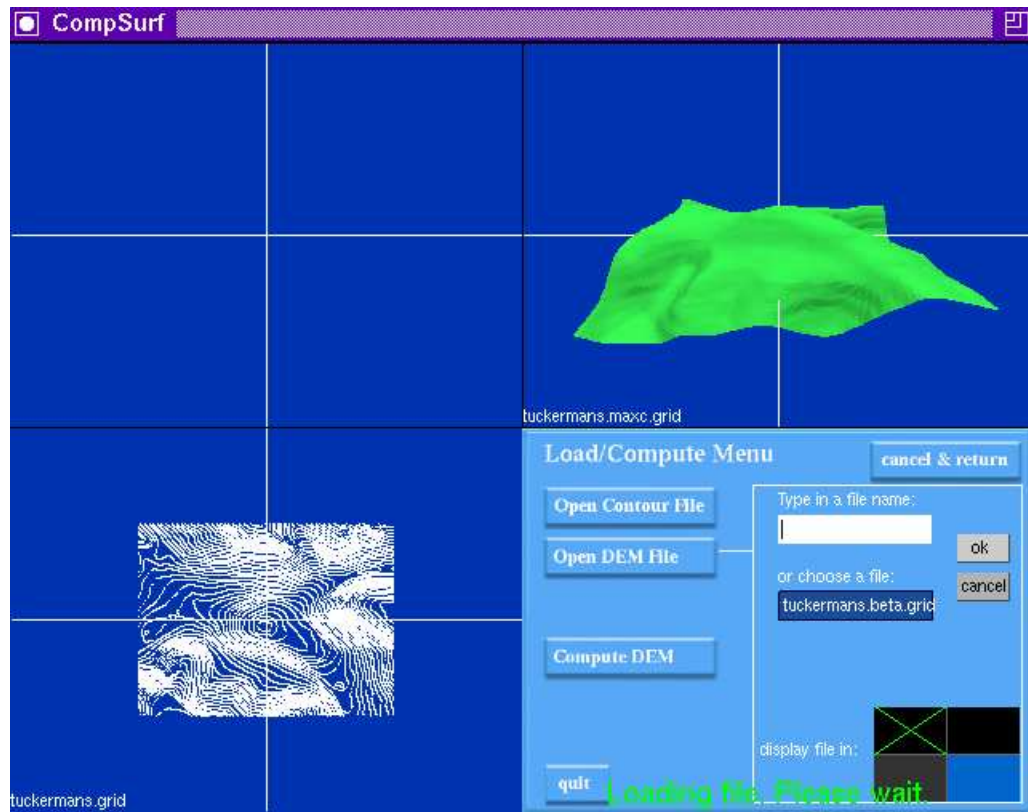 CompSurf
tuckermans.maxc.grid
Load/Compute Menu
cancel & return
Open Contour File
Type in a file name:
ok
Open DEM File
or choose a file:
cancel
tuckermans.beta.grid
Compute DEM
display file in:
quit
Loading file. Please wait.
tuckermans.grid